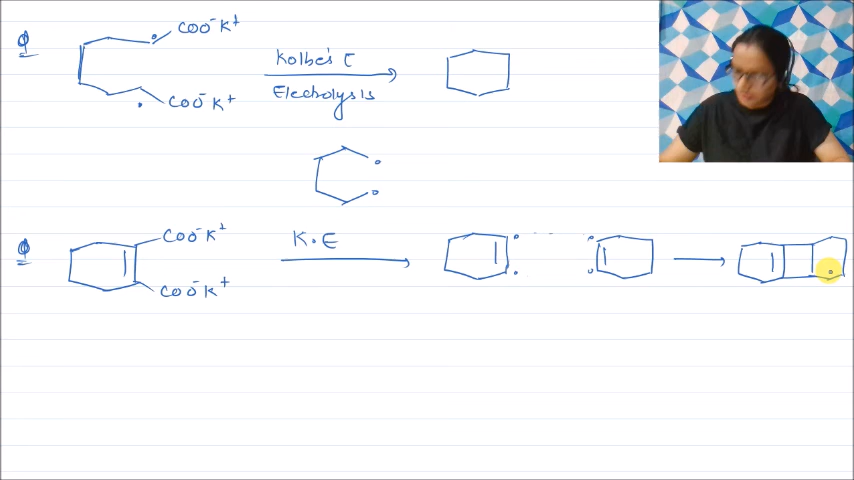 Q
COO⁻K⁺
COO⁻K⁺
Kolbe's E
Electrolysis
Q
COO⁻K⁺
COO⁻K⁺
K.E